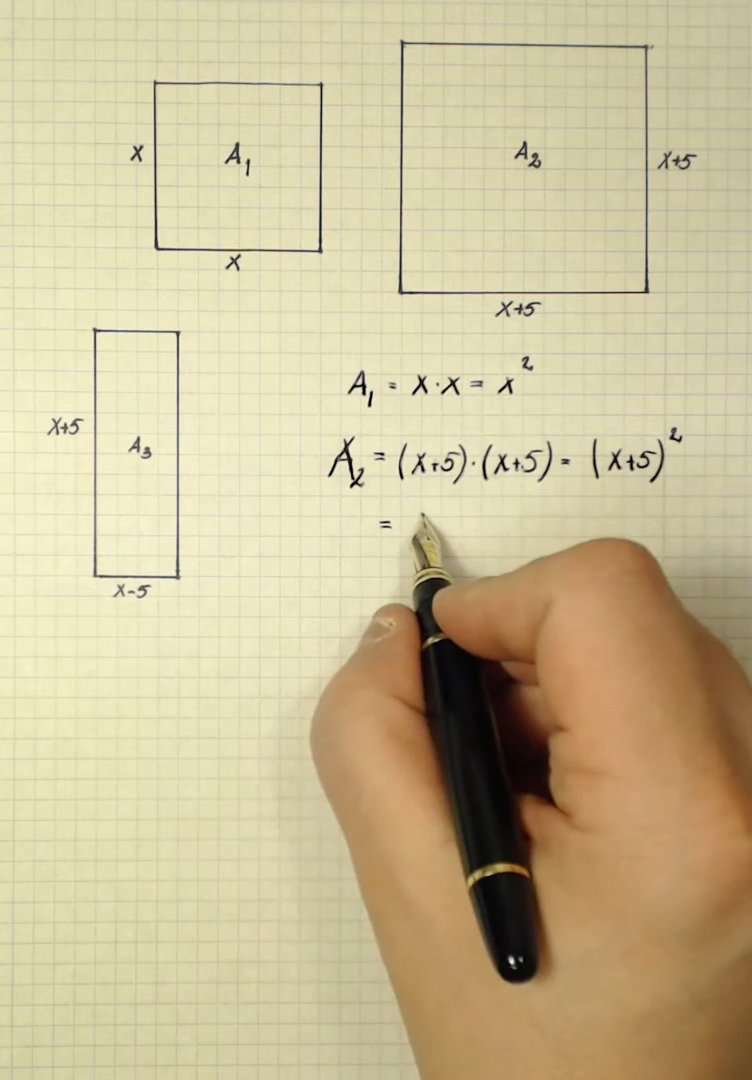 A₁
x
x
A₂
x+5
x+5
A₃
x+5
x-5
A₁ = x·x = x²
A₂ = (x+5)·(x+5) = (x+5)²
=